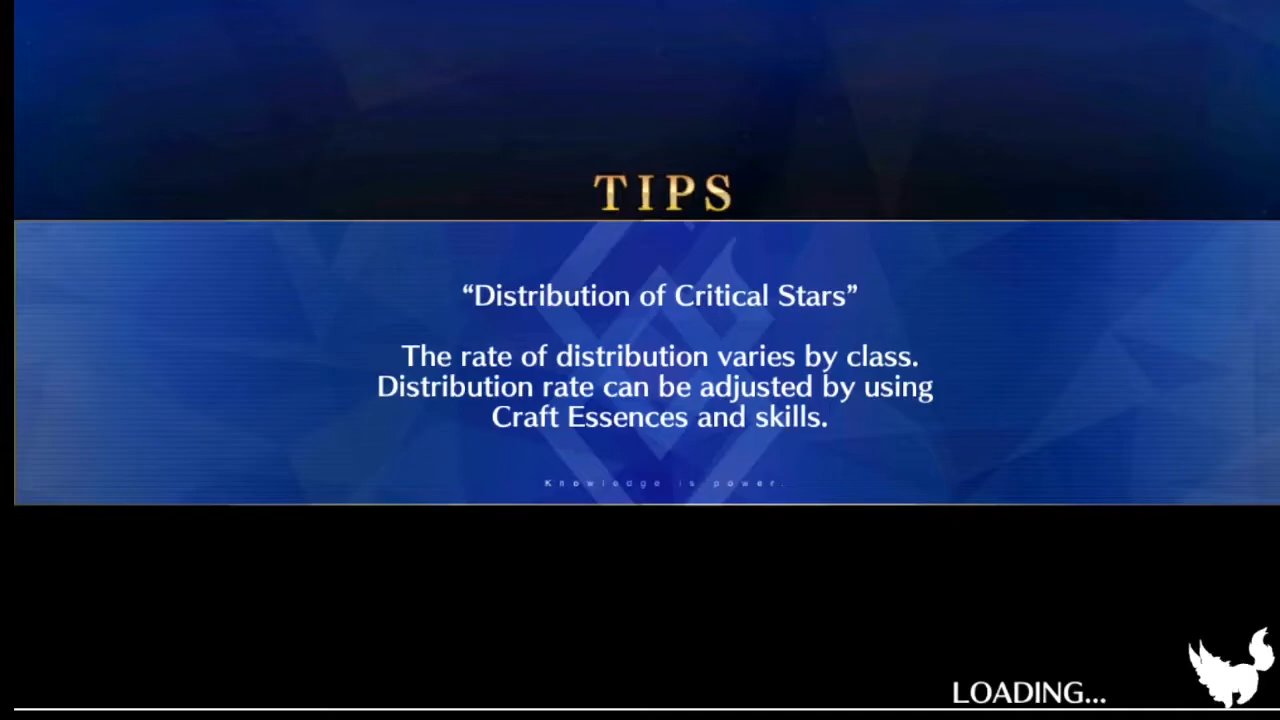 TIPS
“Distribution of Critical Stars”
The rate of distribution varies by class.
Distribution rate can be adjusted by using
Craft Essences and skills.
Knowledge is power.
LOADING...